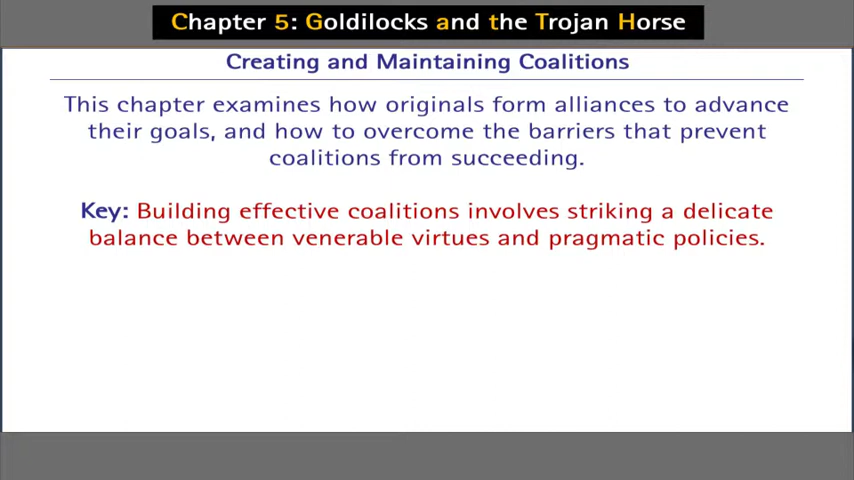 Chapter 5: Goldilocks and the Trojan Horse
Creating and Maintaining Coalitions
This chapter examines how originals form alliances to advance
their goals, and how to overcome the barriers that prevent
coalitions from succeeding.
Key: Building effective coalitions involves striking a delicate
balance between venerable virtues and pragmatic policies.